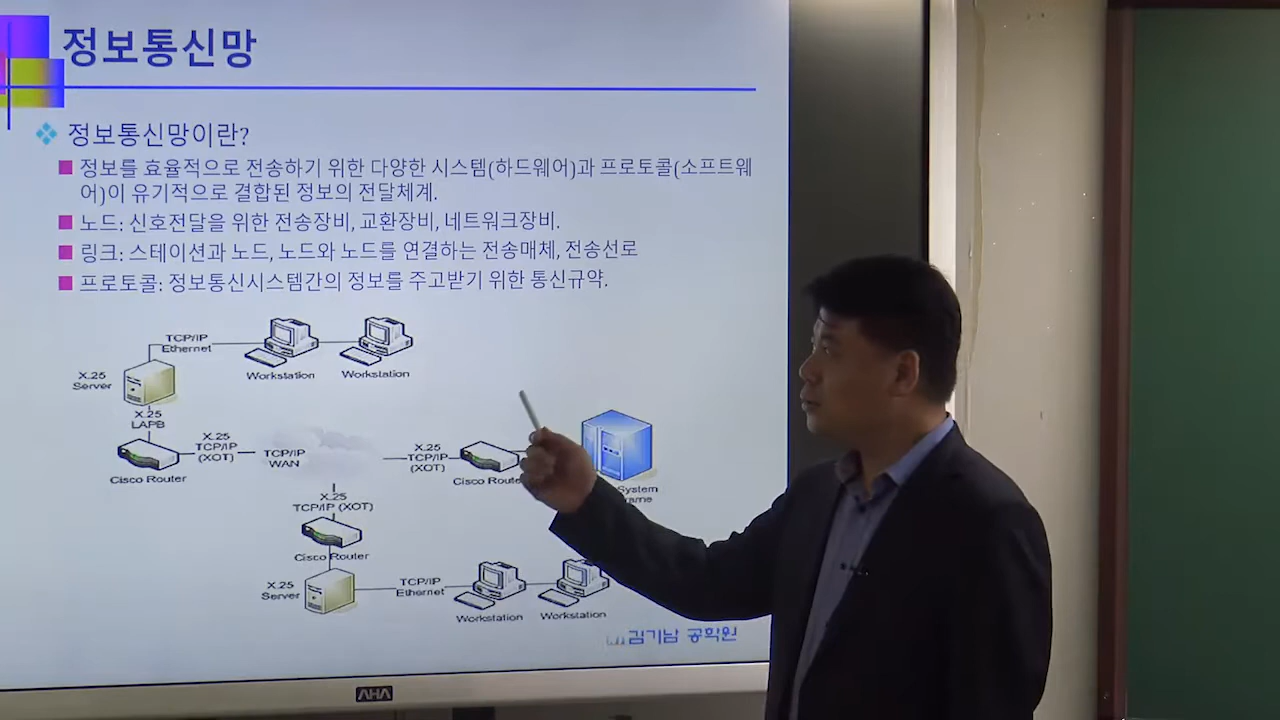 정보통신망
정보통신망이란?
정보를 효율적으로 전송하기 위한 다양한 시스템(하드웨어)과 프로토콜(소프트웨
어)이 유기적으로 결합된 정보의 전달체계.
노드: 신호전달을 위한 전송장비, 교환장비, 네트워크장비.
링크: 스테이션과 노드, 노드와 노드를 연결하는 전송매체, 전송선로
프로토콜: 정보통신시스템간의 정보를 주고받기 위한 통신규약.
TCP/IP
Ethernet
Workstation
Workstation
X.25
Server
X.25
LAPB
X.25
TCP/IP
(XOT)
TCP/IP
WAN
X.25
TCP/IP
(XOT)
Cisco Router
Cisco
System
X.25
TCP/IP (XOT)
Cisco Router
X.25
Server
TCP/IP
Ethernet
Workstation
Workstation
김기남 공학원
AHA